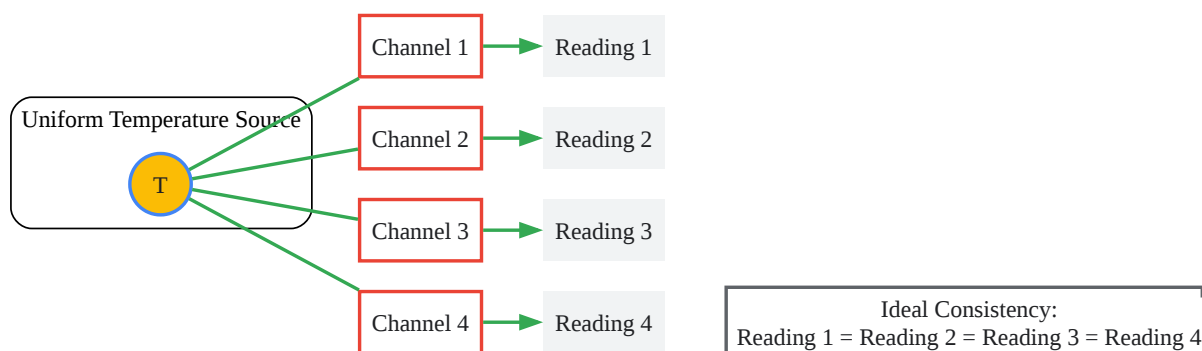 Channel 1
Reading 1
Uniform Temperature Source
Channel 2
Reading 2
T
Channel 3
Reading 3
Channel 4
Reading 4
Ideal Consistency:
Reading 1 = Reading 2 = Reading 3 = Reading 4